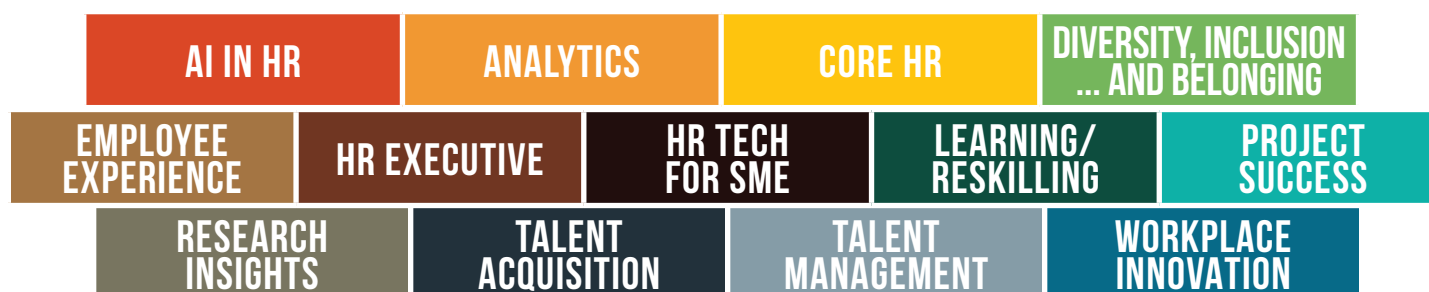 AI IN HR
ANALYTICS
CORE HR
DIVERSITY, INCLUSION
... AND BELONGING
EMPLOYEE
EXPERIENCE
HR EXECUTIVE
HR TECH
FOR SME
LEARNING/
RESKILLING
PROJECT
SUCCESS
RESEARCH
INSIGHTS
TALENT
ACQUISITION
TALENT
MANAGEMENT
WORKPLACE
INNOVATION